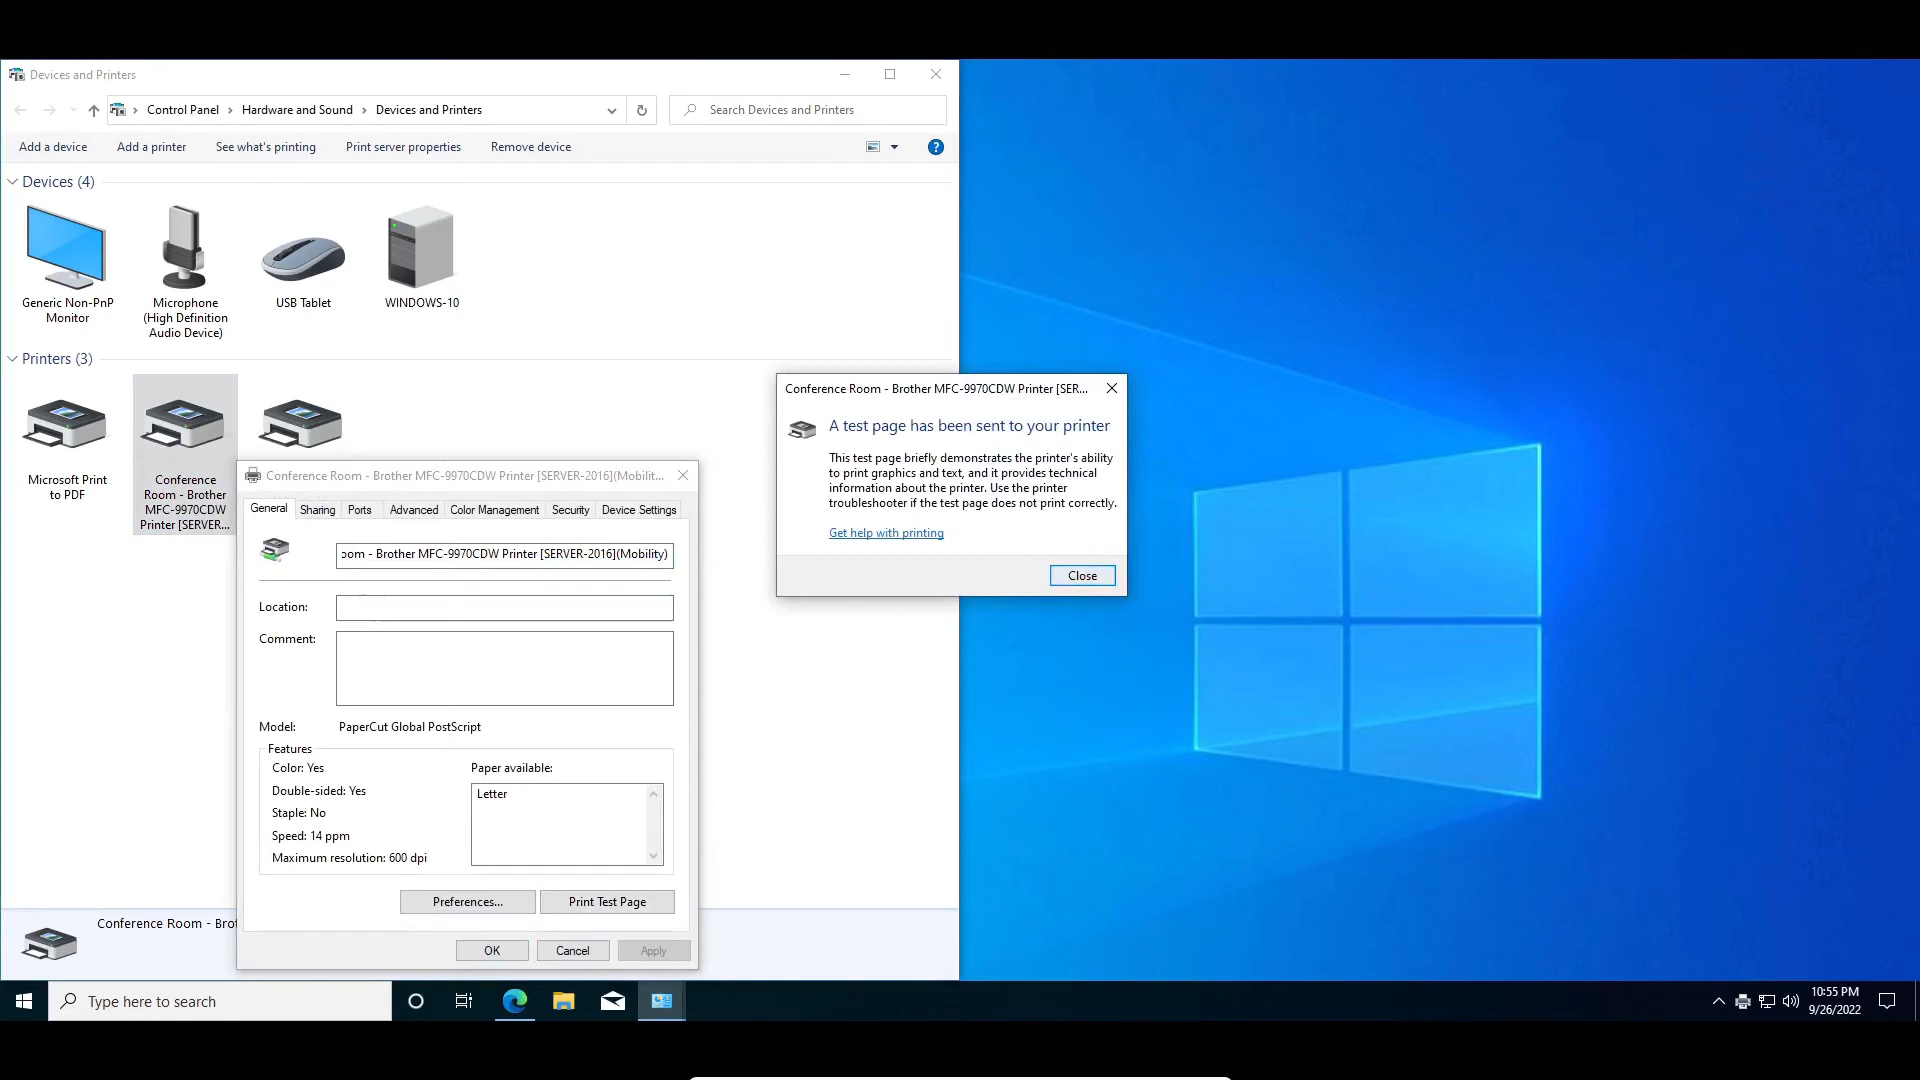 Devices and Printers
Control Panel › Hardware and Sound › Devices and Printers
Search Devices and Printers
Add a device
Add a printer
See what's printing
Print server properties
Remove device
?
Devices (4)
Generic Non-PnP
Monitor
Microphone
(High Definition
Audio Device)
USB Tablet
WINDOWS-10
Printers (3)
Microsoft Print
to PDF
Conference
Room - Brother
MFC-9970CDW
Printer [SERVER...
Conference Room - Brother MFC-9970CDW Printer [SERVER-2016](Mobilit...
General
Sharing
Ports
Advanced
Color Management
Security
Device Settings
oom - Brother MFC-9970CDW Printer [SERVER-2016](Mobility)
Location:
Comment:
Model:
PaperCut Global PostScript
Features
Color: Yes
Double-sided: Yes
Staple: No
Speed: 14 ppm
Maximum resolution: 600 dpi
Paper available:
Letter
Preferences...
Print Test Page
OK
Cancel
Apply
Conference Room - Brother MFC-9970CDW Printer [SER...
A test page has been sent to your printer
This test page briefly demonstrates the printer's ability
to print graphics and text, and it provides technical
information about the printer. Use the printer
troubleshooter if the test page does not print correctly.
Get help with printing
Close
Conference Room - Brot
Type here to search
10:55 PM
9/26/2022